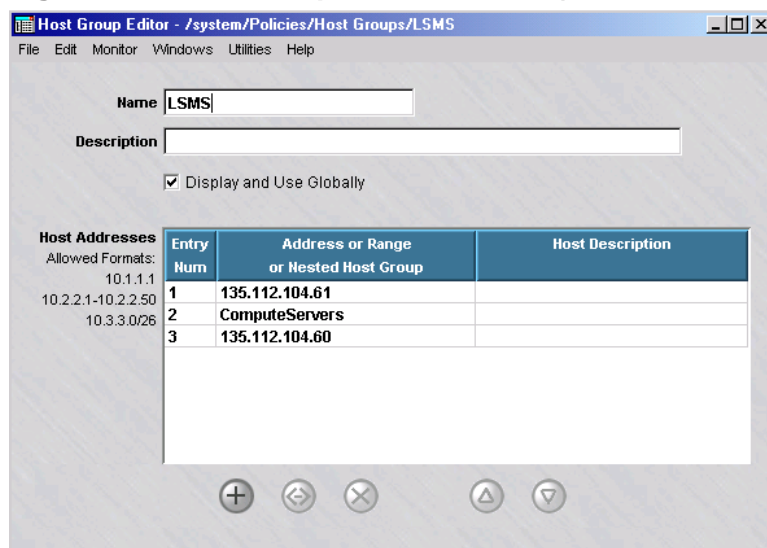 Host Group Editor - /system/Policies/Host Groups/LSMS
File Edit Monitor Windows Utilities Help
Name LSMS
Description
Display and Use Globally
Host Addresses
Allowed Formats:
10.1.1.1
10.2.2.1-10.2.2.50
10.3.3.0/26
Entry Num Address or Range or Nested Host Group Host Description
1 135.112.104.61
2 ComputeServers
3 135.112.104.60